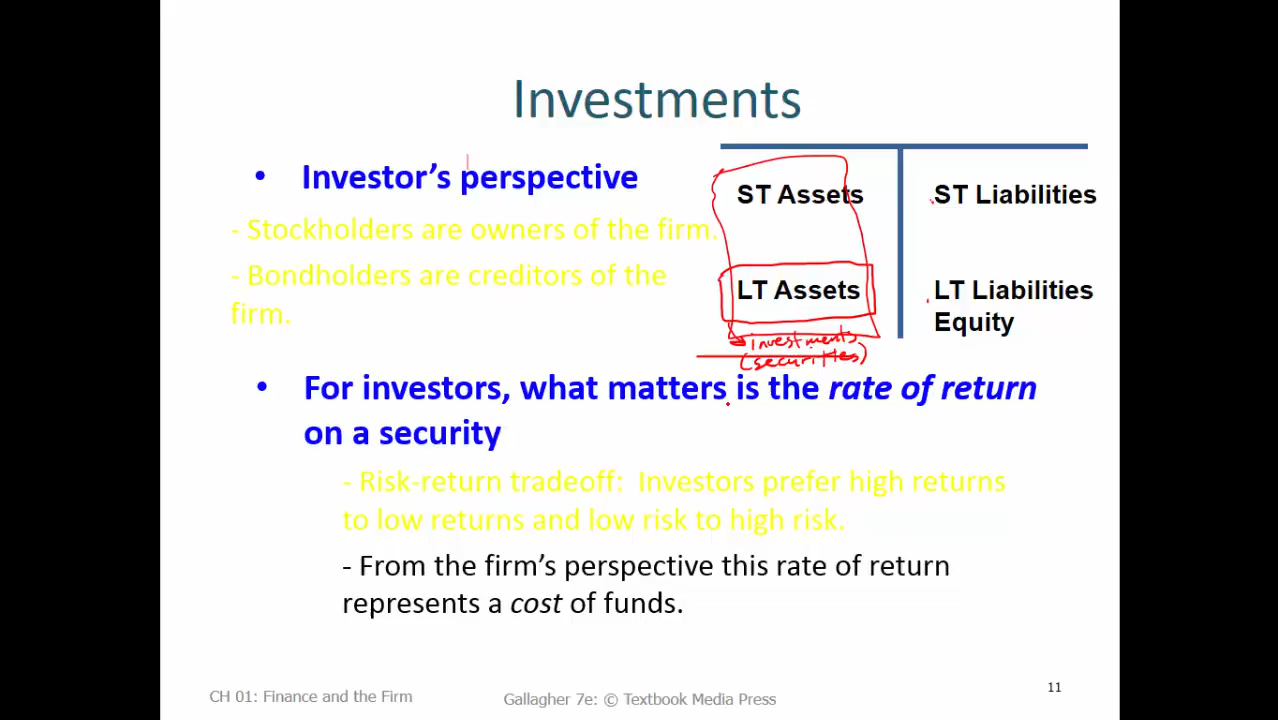 Investments
• Investor’s perspective
- Stockholders are owners of the firm.
- Bondholders are creditors of the
firm.
ST Assets
ST Liabilities
LT Assets
LT Liabilities
Equity
investments
(securities)
• For investors, what matters is the rate of return
on a security
- Risk-return tradeoff: Investors prefer high returns
to low returns and low risk to high risk.
- From the firm’s perspective this rate of return
represents a cost of funds.
CH 01: Finance and the Firm
Gallagher 7e: © Textbook Media Press
11